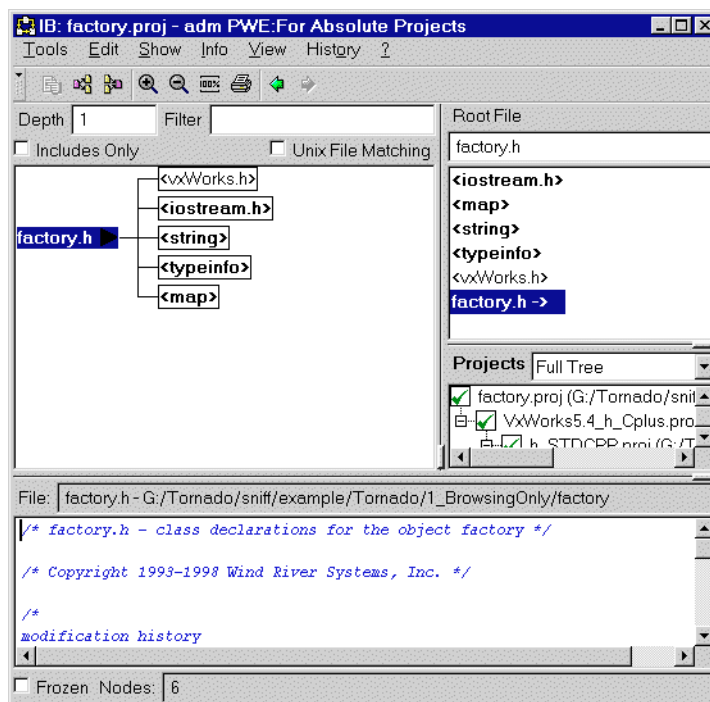 IB: factory.proj - adm PWE:For Absolute Projects
Tools Edit Show Info View History ?
100%
Depth 1 Filter
Includes Only Unix File Matching
<vxWorks.h>
<iostream.h>
factory.h <string>
<typeinfo>
<map>
Root File
factory.h
<iostream.h>
<map>
<string>
<typeinfo>
<vxWorks.h>
factory.h ->
Projects Full Tree
factory.proj (G:/Tornado/snif
VxWorks5.4_h_Cplus.pro
h_STDCPP.proj (G:/T
File: factory.h - G:/Tornado/sniff/example/Tornado/1_BrowsingOnly/factory
/* factory.h - class declarations for the object factory */
/* Copyright 1993-1998 Wind River Systems, Inc. */
/*
modification history
Frozen Nodes: 6